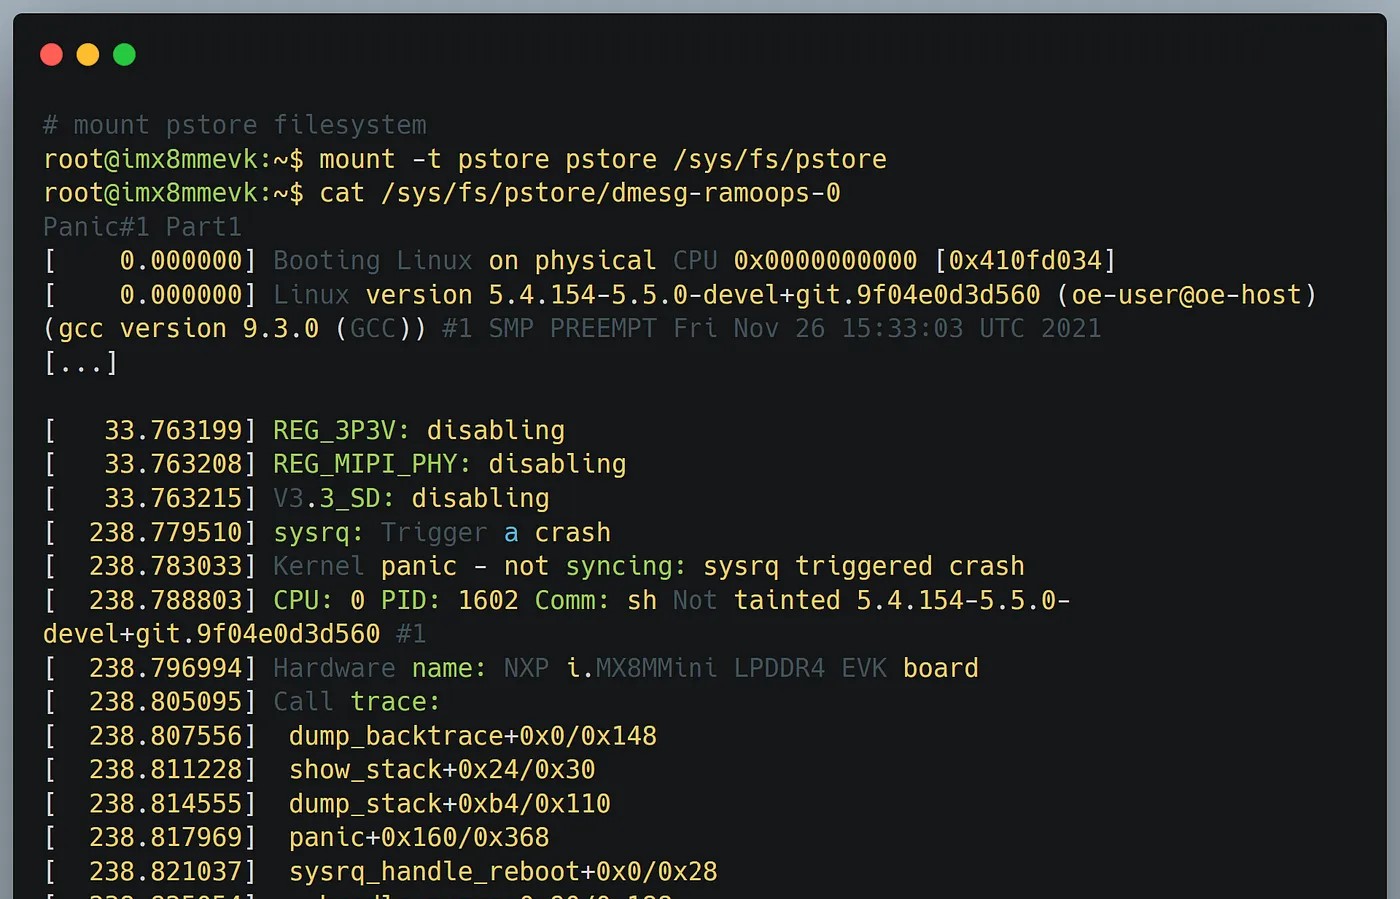 # mount pstore filesystem
root@imx8mmevk:~$ mount -t pstore pstore /sys/fs/pstore
root@imx8mmevk:~$ cat /sys/fs/pstore/dmesg-ramoops-0
Panic#1 Part1
[    0.000000] Booting Linux on physical CPU 0x0000000000 [0x410fd034]
[    0.000000] Linux version 5.4.154-5.5.0-devel+git.9f04e0d3d560 (oe-user@oe-host)
(gcc version 9.3.0 (GCC)) #1 SMP PREEMPT Fri Nov 26 15:33:03 UTC 2021
[...]
[   33.763199] REG_3P3V: disabling
[   33.763208] REG_MIPI_PHY: disabling
[   33.763215] V3.3_SD: disabling
[  238.779510] sysrq: Trigger a crash
[  238.783033] Kernel panic - not syncing: sysrq triggered crash
[  238.788803] CPU: 0 PID: 1602 Comm: sh Not tainted 5.4.154-5.5.0-
devel+git.9f04e0d3d560 #1
[  238.796994] Hardware name: NXP i.MX8MMini LPDDR4 EVK board
[  238.805095] Call trace:
[  238.807556]  dump_backtrace+0x0/0x148
[  238.811228]  show_stack+0x24/0x30
[  238.814555]  dump_stack+0xb4/0x110
[  238.817969]  panic+0x160/0x368
[  238.821037]  sysrq_handle_reboot+0x0/0x28